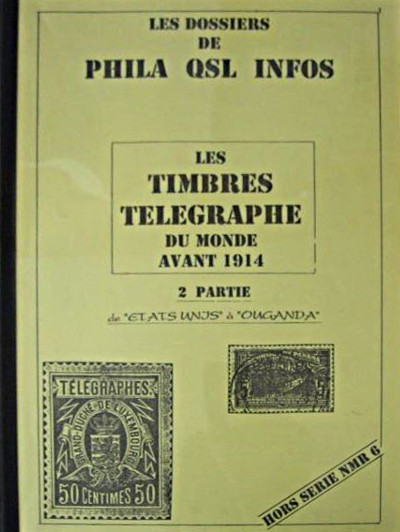 LES DOSSIERS
DE
PHILA QSL INFOS
LES
TIMBRES
TELEGRAPHE
DU MONDE
AVANT 1914
2 PARTIE
de "ETATS UNIS" à "OUGANDA"
TÉLÉGRAPHES.
GRAND-DUCHÉ DE LUXEMBOURG
50 CENTIMES 50
HORS SERIE NMR 6